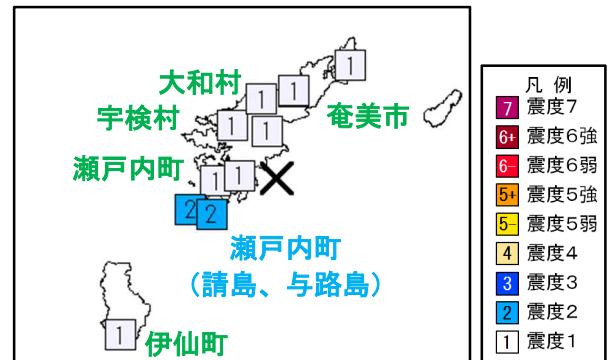 1
大和村
1
1
宇検村
1
1
奄美市
瀬戸内町
1
1
2
2
瀬戸内町
（請島、与路島）
1
伊仙町
凡 例
7 震度7
6+ 震度6強
6- 震度6弱
5+ 震度5強
5- 震度5弱
4 震度4
3 震度3
2 震度2
1 震度1